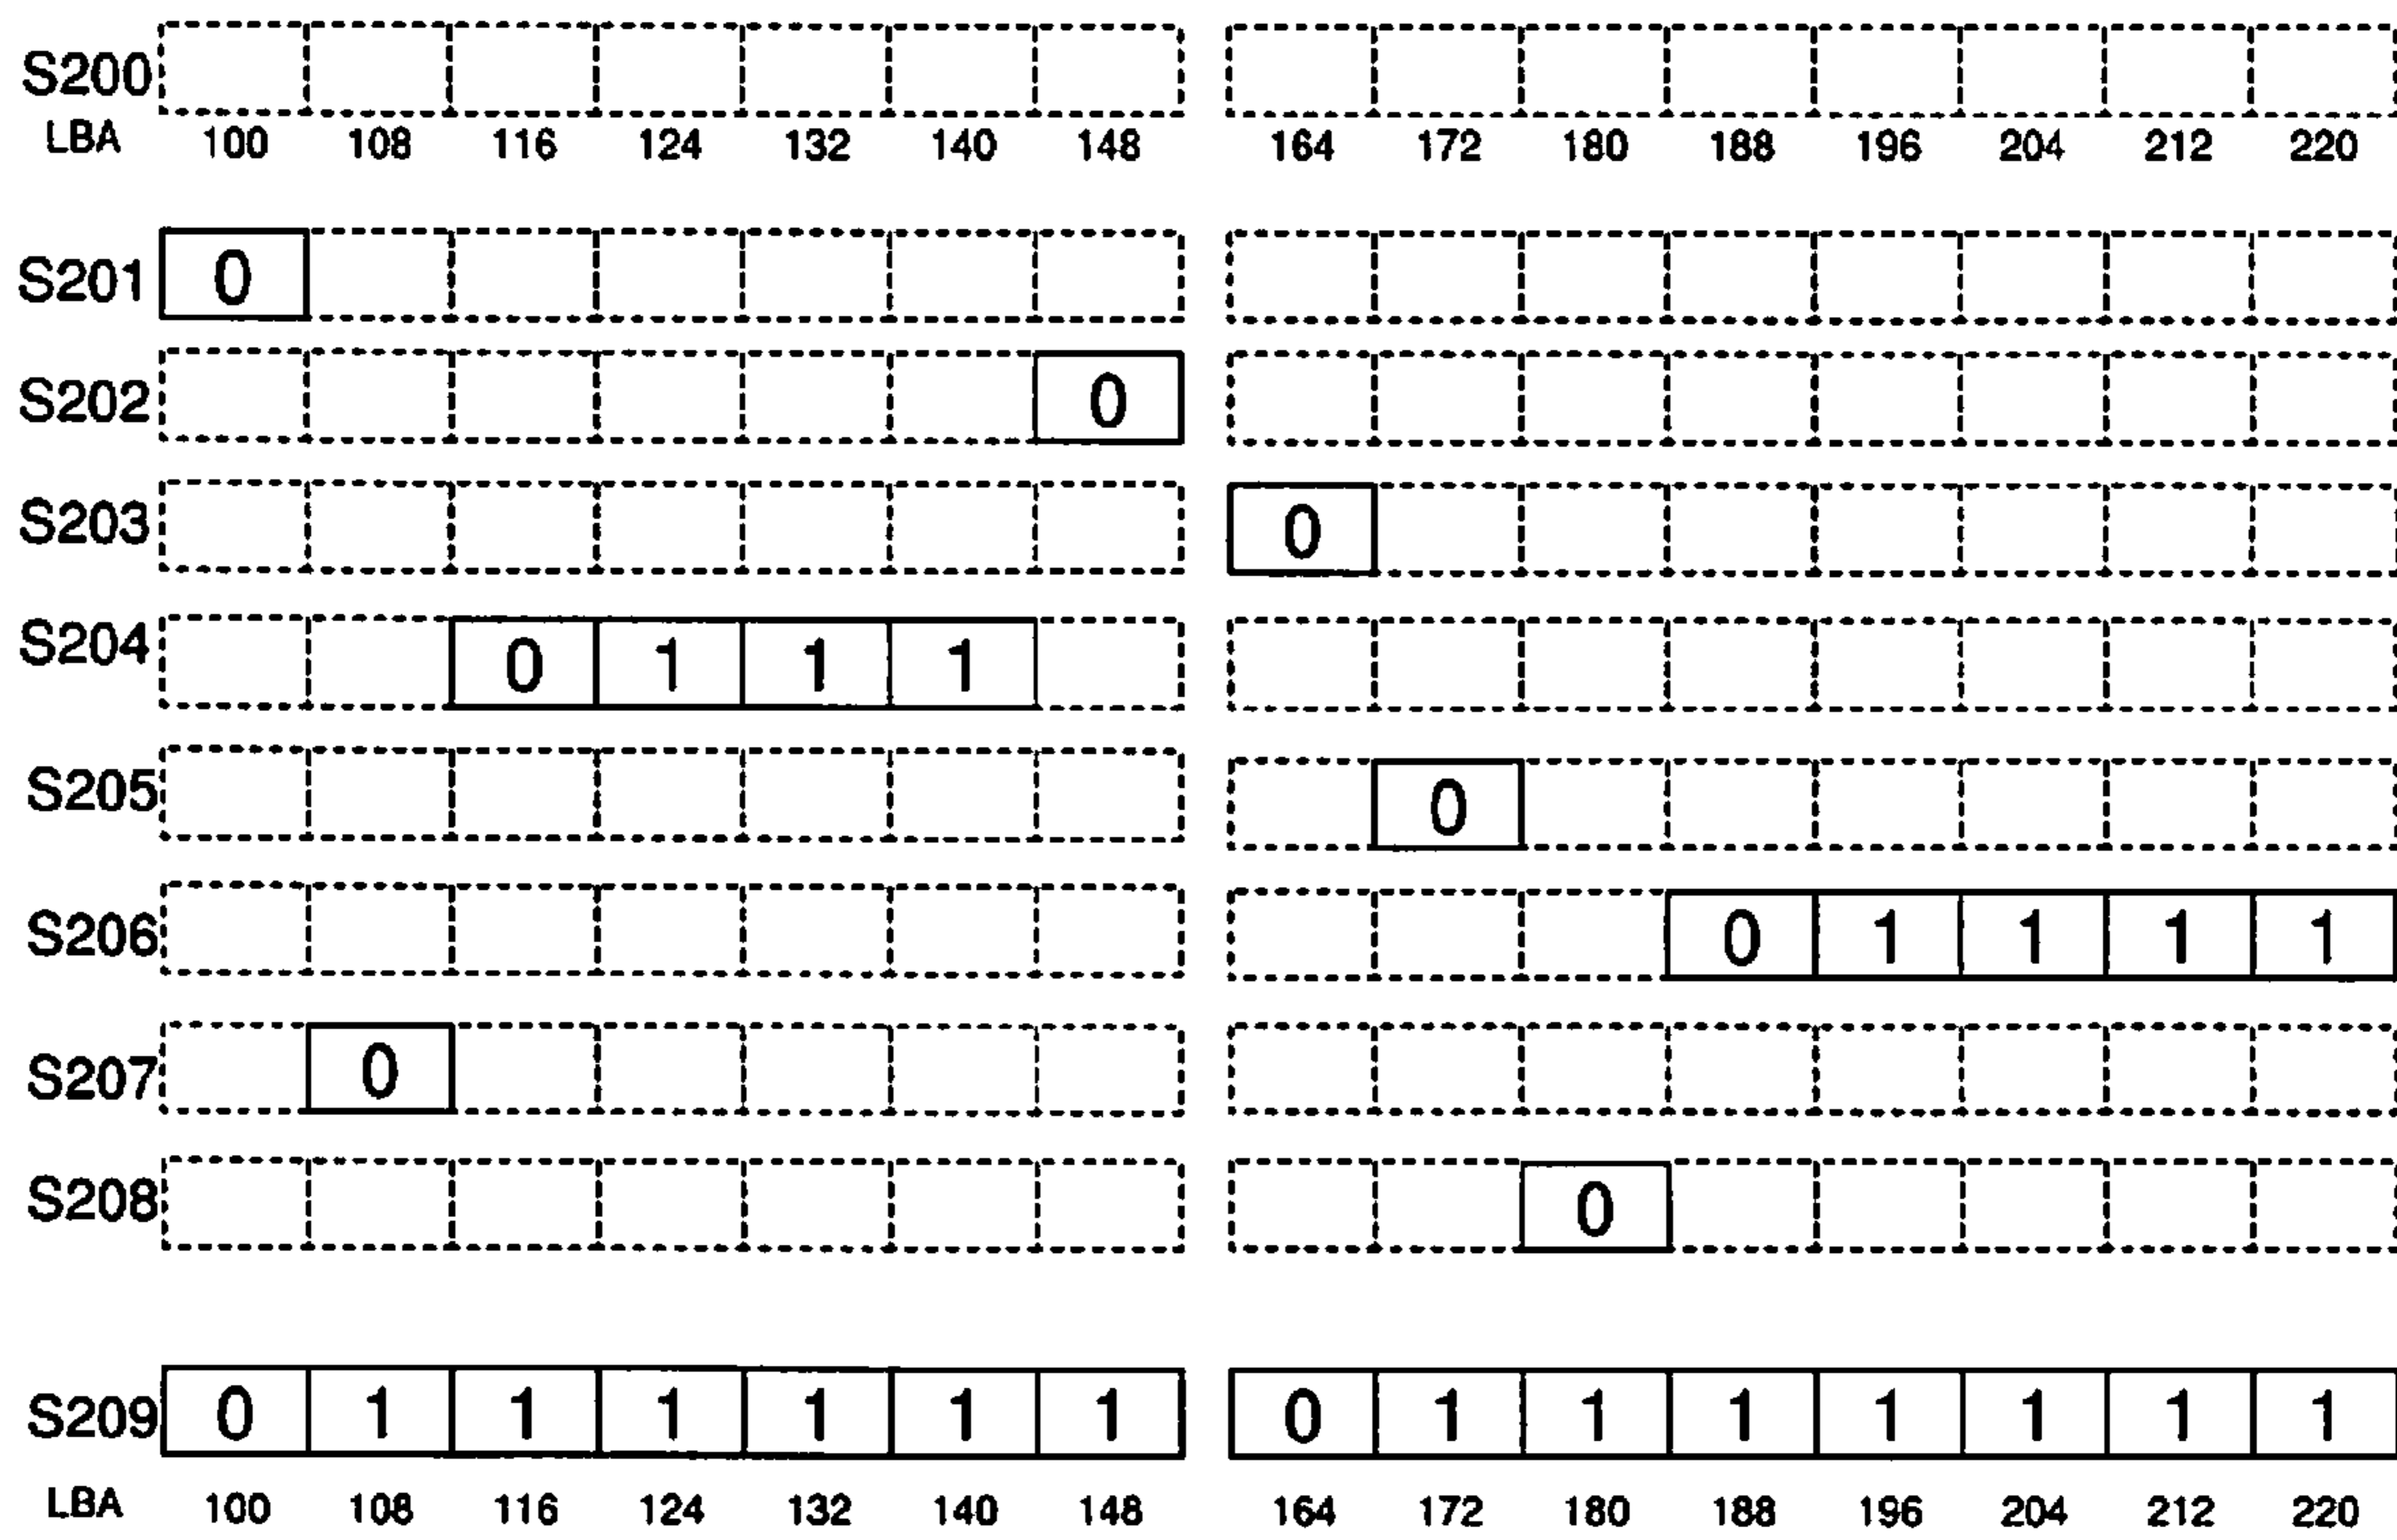 S200
LBA 100 108 116 124 132 140 148 164 172 180 188 196 204 212 220
S201 0
S202 0
S203 0
S204 0 1 1 1
S205 0
S206 0 1 1 1 1
S207 0
S208 0
S209 0 1 1 1 1 1 1 0 1 1 1 1 1 1 1
LBA 100 108 116 124 132 140 148 164 172 180 188 196 204 212 220